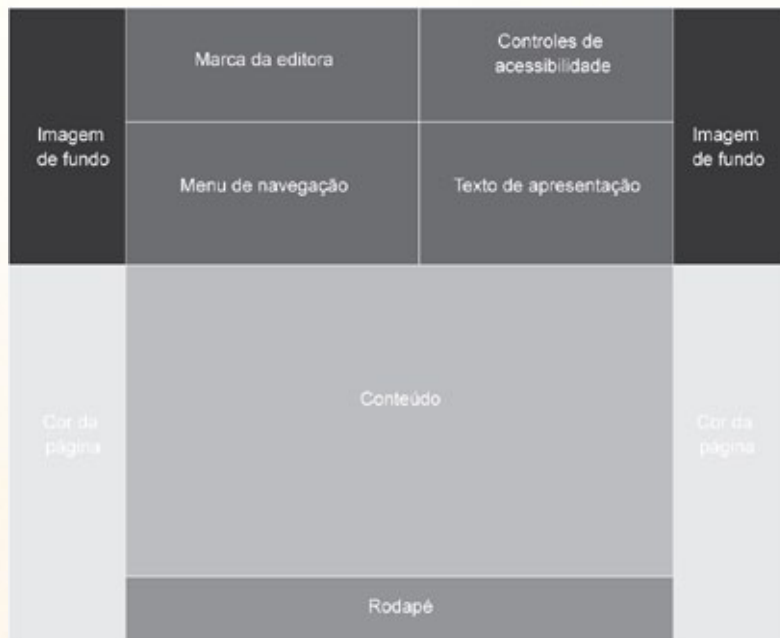 Marca da editora
Controles de
acessibilidade
Imagem
de fundo
Imagem
de fundo
Menu de navegação
Texto de apresentação
Conteúdo
Cor da
página
Cor da
página
Rodapé